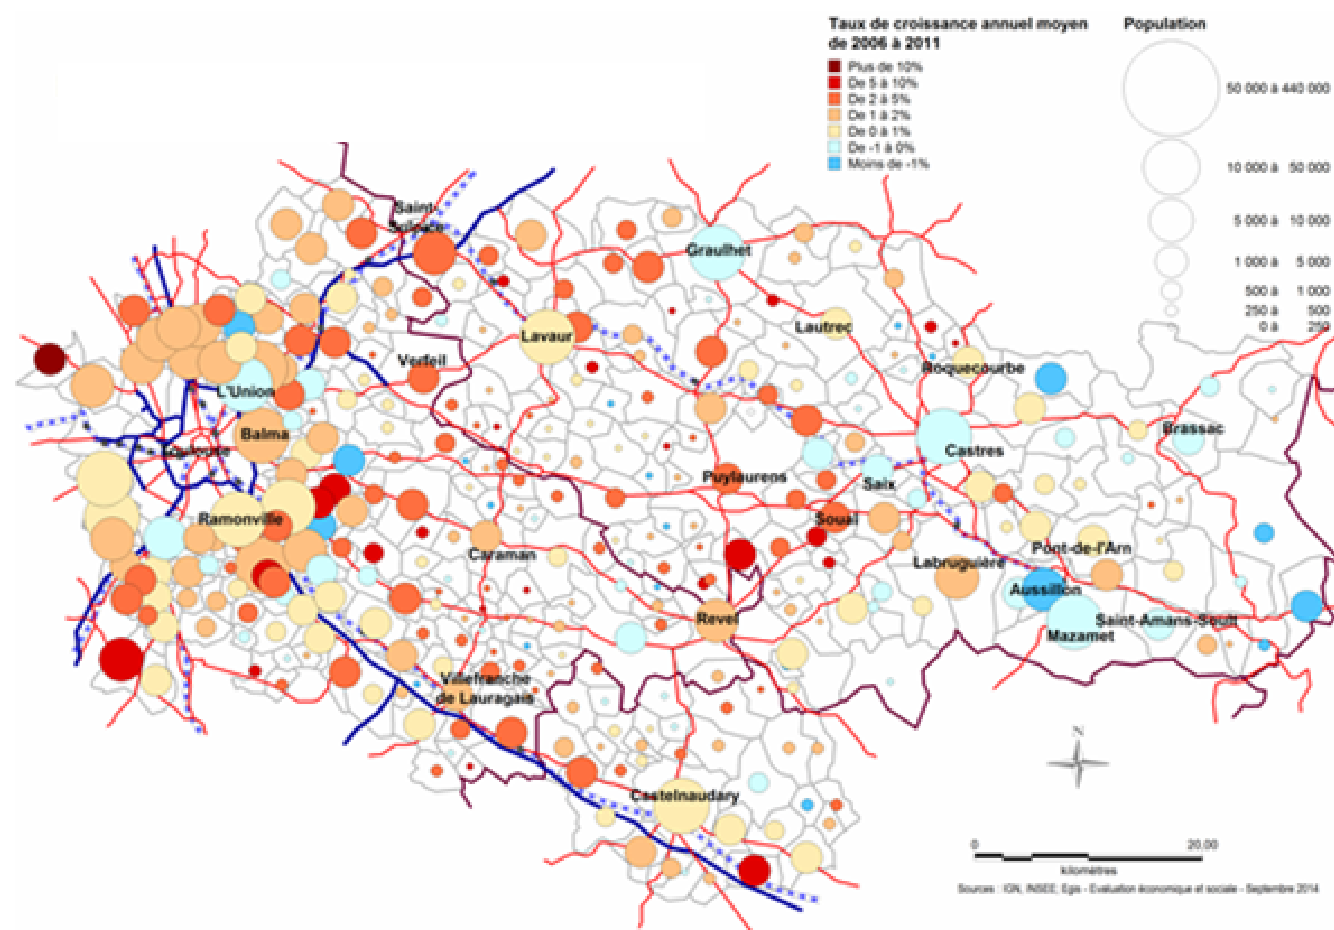 Taux de croissance annuel moyen
de 2006 à 2011
Plus de 10%
De 5 à 10%
De 2 à 5%
De 1 à 2%
De 0 à 1%
De -1 à 0%
Moins de -1%
Population
50 000 à 440 000
10 000 à 50 000
5 000 à 10 000
1 000 à 5 000
500 à 1 000
250 à 500
0 à 250
Saint-
Sulpice
Graulhet
Lavaur
Lautrec
Verfeil
Roquecourbe
L'Union
Balma
Toulouse
Brassac
Castres
Puylaurens
Saix
Ramonville
Soual
Caraman
Pont-de-l'Arn
Labruguière
Aussillon
Revel
Saint-Amans-Soult
Mazamet
Villefranche
de Lauragais
Castelnaudary
N
0 20.00
kilomètres
Sources : IGN, INSEE; Egis - Evaluation économique et sociale - Septembre 2014